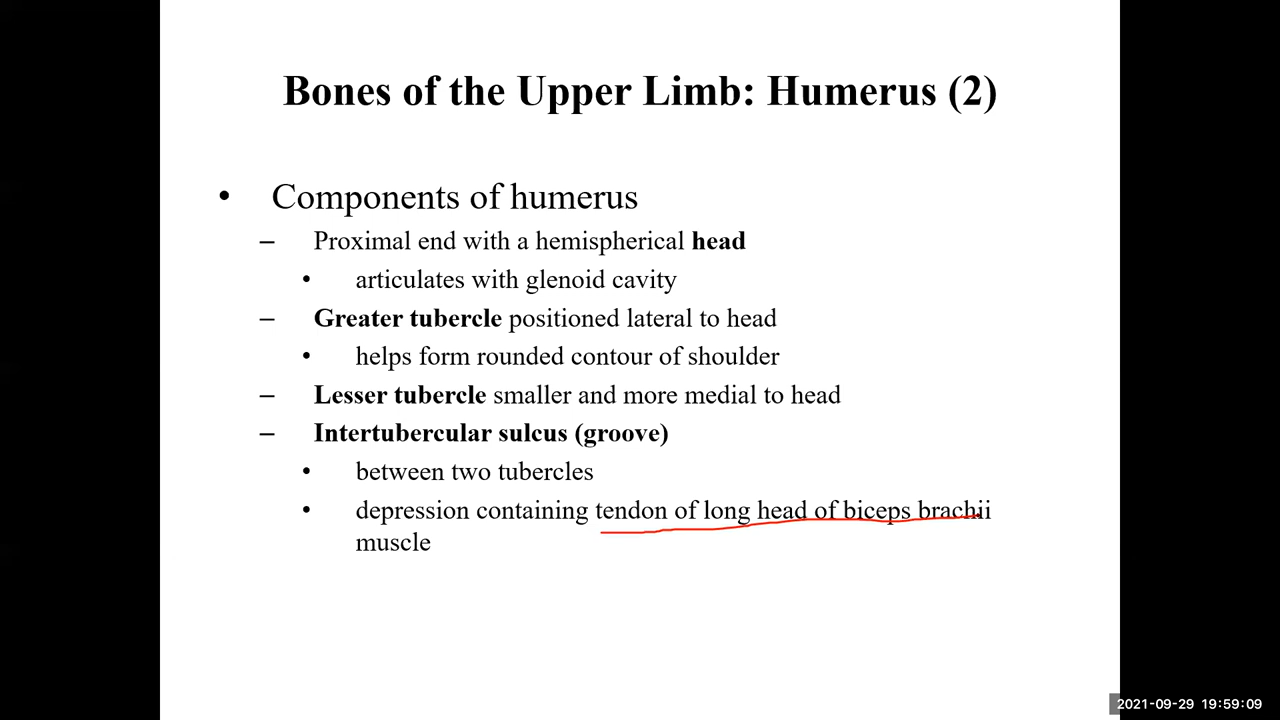 Bones of the Upper Limb: Humerus (2)
• Components of humerus
– Proximal end with a hemispherical head
• articulates with glenoid cavity
– Greater tubercle positioned lateral to head
• helps form rounded contour of shoulder
– Lesser tubercle smaller and more medial to head
– Intertubercular sulcus (groove)
• between two tubercles
• depression containing tendon of long head of biceps brachii
muscle
2021-09-29 19:59:09